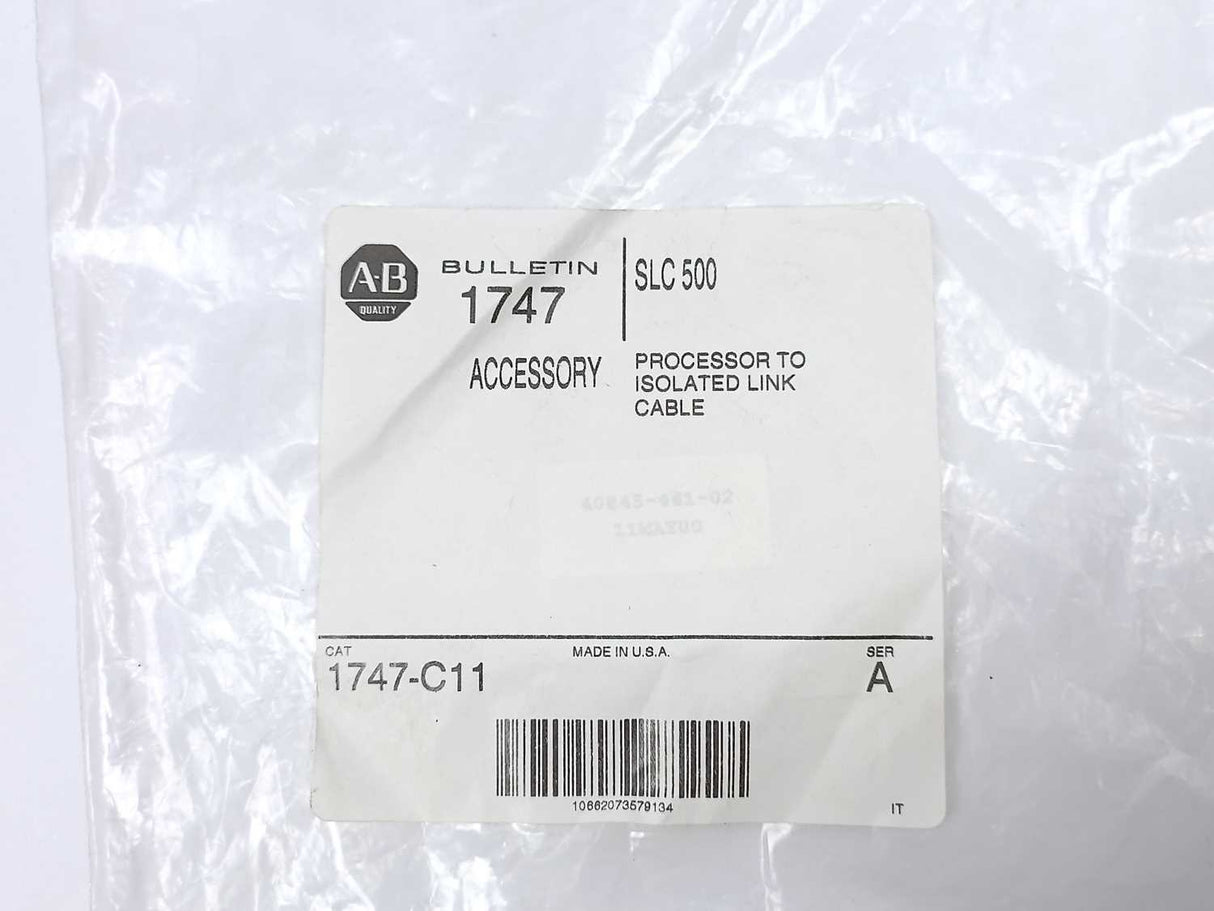 A-B
QUALITY
BULLETIN
1747
SLC 500
ACCESSORY
PROCESSOR TO
ISOLATED LINK
CABLE
CAT
1747-C11
MADE IN U.S.A.
SER
A
10662073579134
IT